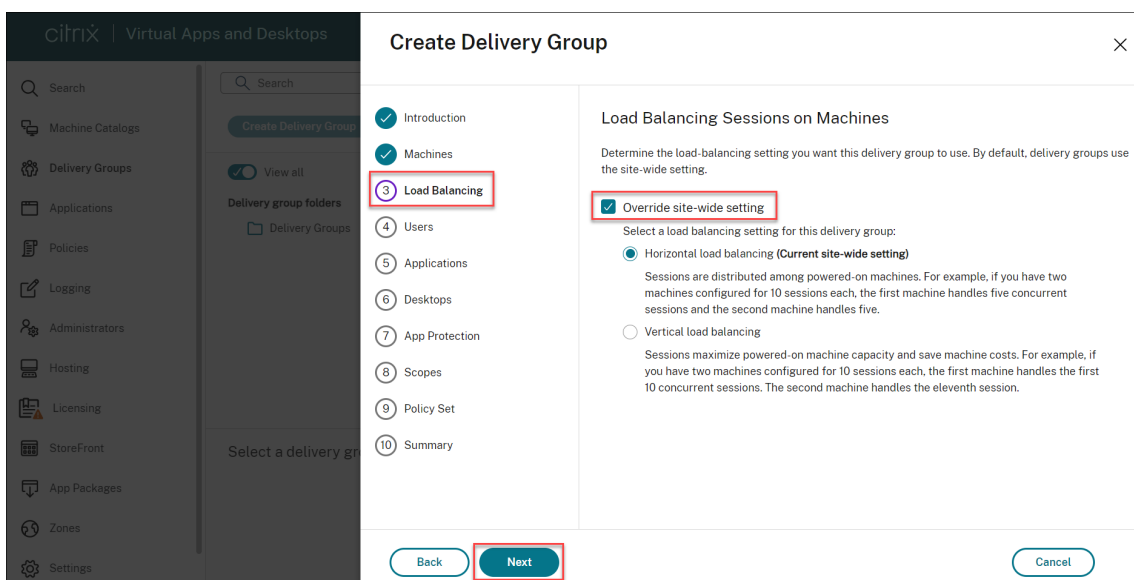 citrix | Virtual Apps and Desktops
Search
Machine Catalogs
Delivery Groups
Applications
Policies
Logging
Administrators
Hosting
Licensing
StoreFront
App Packages
Zones
Settings
Search
Create Delivery Group
View all
Delivery group folders
Delivery Groups
Select a delivery gr
Create Delivery Group
Introduction
Machines
3 Load Balancing
4 Users
5 Applications
6 Desktops
7 App Protection
8 Scopes
9 Policy Set
10 Summary
Load Balancing Sessions on Machines
Determine the load-balancing setting you want this delivery group to use. By default, delivery groups use
the site-wide setting.
Override site-wide setting
Select a load balancing setting for this delivery group:
Horizontal load balancing (Current site-wide setting)
Sessions are distributed among powered-on machines. For example, if you have two
machines configured for 10 sessions each, the first machine handles five concurrent
sessions and the second machine handles five.
Vertical load balancing
Sessions maximize powered-on machine capacity and save machine costs. For example, if
you have two machines configured for 10 sessions each, the first machine handles the first
10 concurrent sessions. The second machine handles the eleventh session.
Back
Next
Cancel